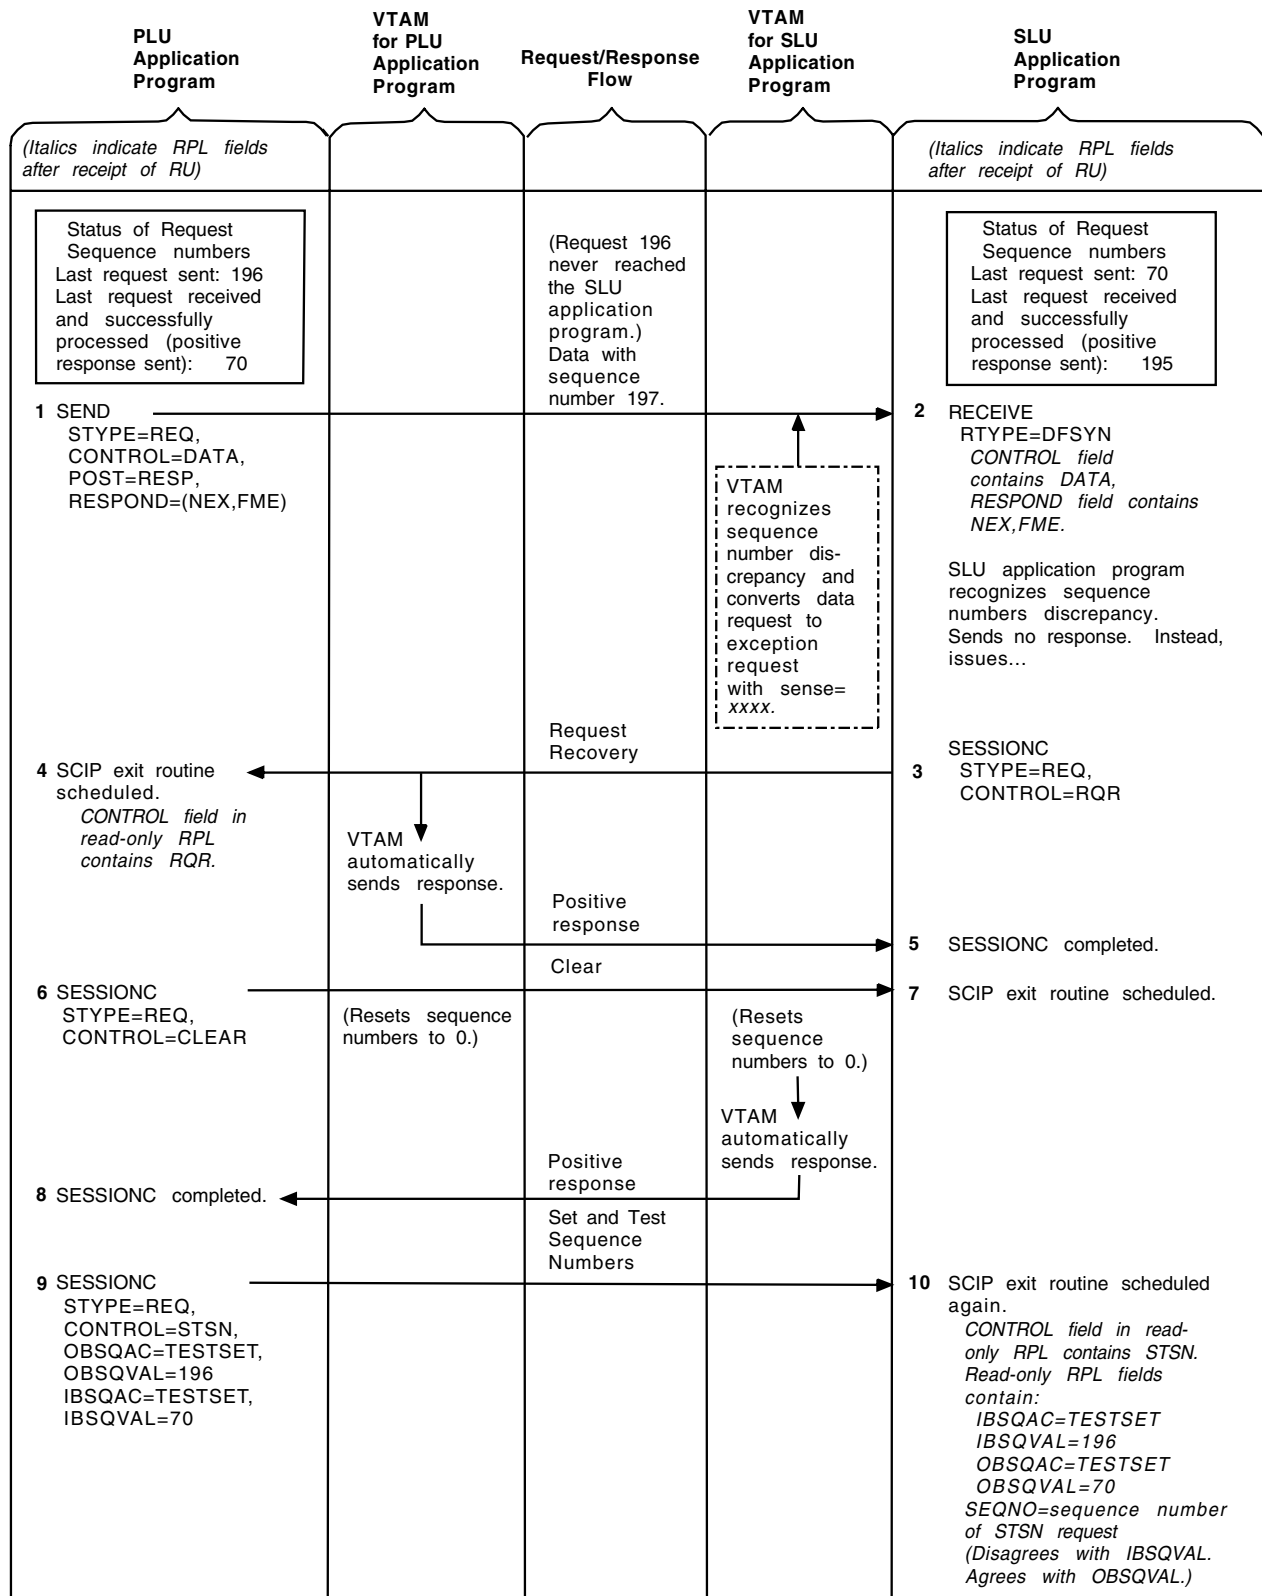 PLU
Application
Program
VTAM
for PLU
Application
Program
Request/Response
Flow
VTAM
for SLU
Application
Program
SLU
Application
Program
(Italics indicate RPL fields
after receipt of RU)
(Italics indicate RPL fields
after receipt of RU)
Status of Request
Sequence numbers
Last request sent: 196
Last request received
and successfully
processed (positive
response sent): 70
(Request 196
never reached
the SLU
application
program.)
Data with
sequence
number 197.
Status of Request
Sequence numbers
Last request sent: 70
Last request received
and successfully
processed (positive
response sent): 195
1 SEND
STYPE=REQ,
CONTROL=DATA,
POST=RESP,
RESPOND=(NEX,FME)
VTAM
recognizes
sequence
number dis-
crepancy and
converts data
request to
exception
request
with sense=
xxxx.
2 RECEIVE
RTYPE=DFSYN
CONTROL field
contains DATA,
RESPOND field contains
NEX,FME.
SLU application program
recognizes sequence
numbers discrepancy.
Sends no response. Instead,
issues...
Request
Recovery
SESSIONC
3 STYPE=REQ,
CONTROL=RQR
4 SCIP exit routine
scheduled.
CONTROL field in
read-only RPL
contains RQR.
VTAM
automatically
sends response.
Positive
response
5 SESSIONC completed.
Clear
6 SESSIONC
STYPE=REQ,
CONTROL=CLEAR
(Resets sequence
numbers to 0.)
(Resets
sequence
numbers to 0.)
7 SCIP exit routine scheduled.
VTAM
automatically
sends response.
Positive
response
8 SESSIONC completed.
Set and Test
Sequence
Numbers
9 SESSIONC
STYPE=REQ,
CONTROL=STSN,
OBSQAC=TESTSET,
OBSQVAL=196
IBSQAC=TESTSET,
IBSQVAL=70
10 SCIP exit routine scheduled
again.
CONTROL field in read-
only RPL contains STSN.
Read-only RPL fields
contain:
IBSQAC=TESTSET
IBSQVAL=196
OBSQAC=TESTSET
OBSQVAL=70
SEQNO=sequence number
of STSN request
(Disagrees with IBSQVAL.
Agrees with OBSQVAL.)